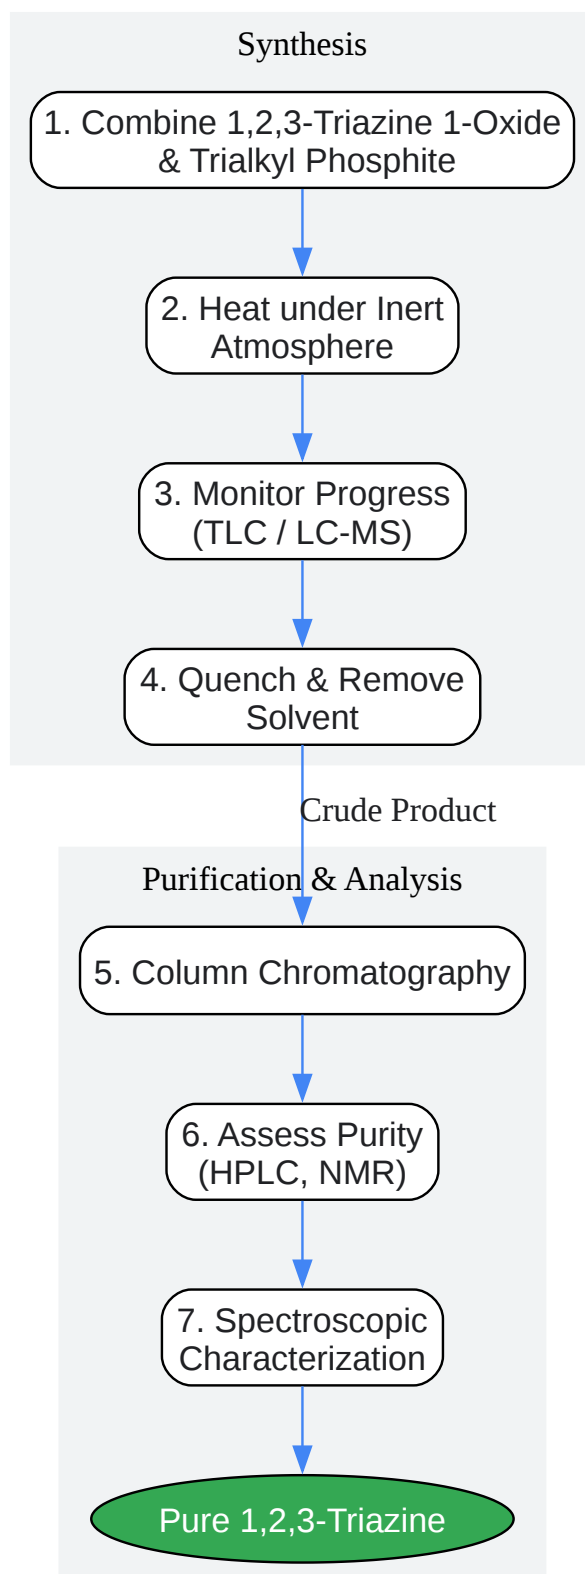 Synthesis
1. Combine 1,2,3-Triazine 1-Oxide
& Trialkyl Phosphite
2. Heat under Inert
Atmosphere
3. Monitor Progress
(TLC / LC-MS)
4. Quench & Remove
Solvent
Crude Product
Purification & Analysis
5. Column Chromatography
6. Assess Purity
(HPLC, NMR)
7. Spectroscopic
Characterization
Pure 1,2,3-Triazine